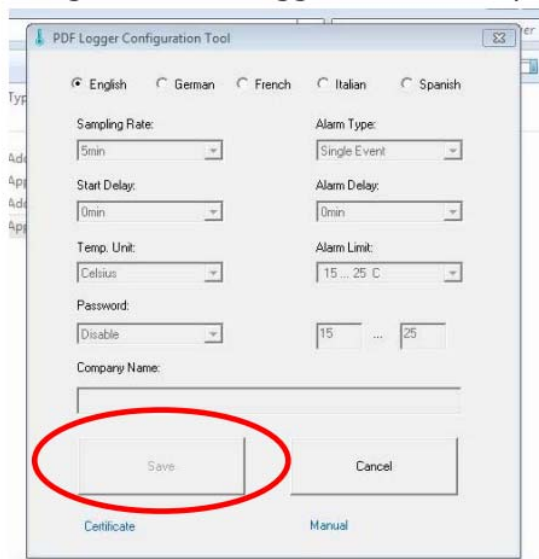 PDF Logger Configuration Tool
English German French Italian Spanish
Sampling Rate: Alarm Type:
5min Single Event
Start Delay: Alarm Delay:
0min 0min
Temp. Unit: Alarm Limit:
Celsius 15 ... 25 C
Password:
Disable 15 ... 25
Company Name:
Save Cancel
Certificate Manual